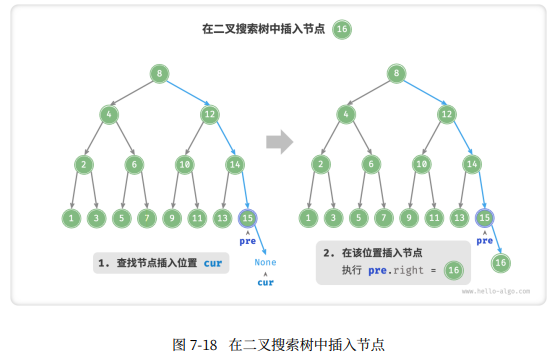 在二叉搜索树中插入节点 16
8 8
4 12 4 12
2 6 10 14 2 6 10 14
1 3 5 7 9 11 13 15 1 3 5 7 9 11 13 15
pre pre
1. 查找节点插入位置 cur
None
cur
2. 在该位置插入节点
执行 pre.right = 16
16
www.hello-algo.com
图 7-18 在二叉搜索树中插入节点